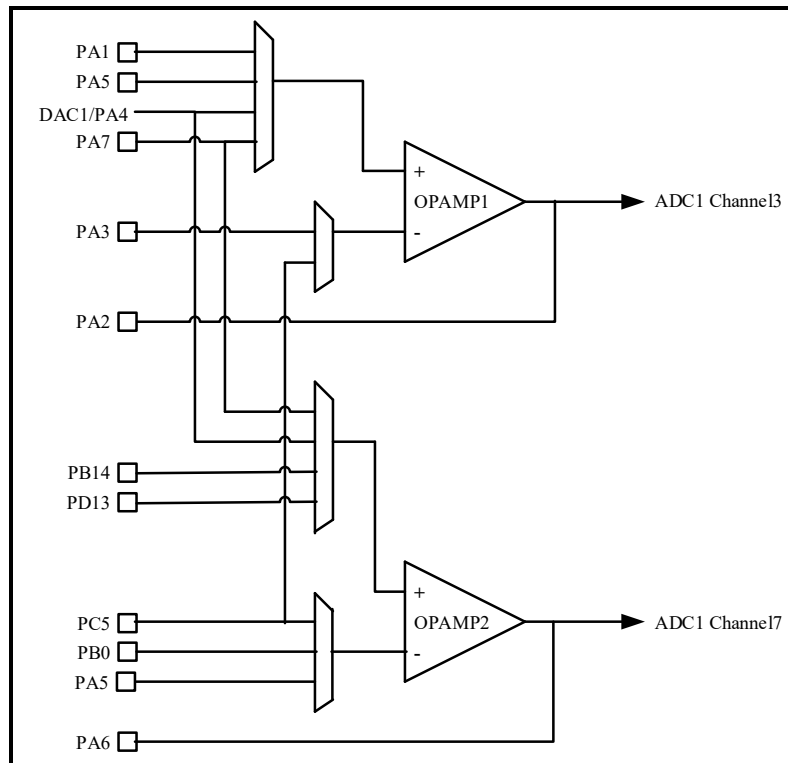 PA1
PA5
DAC1/PA4
PA7
+
OPAMP1
ADC1 Channel3
PA3
-
PA2
PB14
PD13
+
PC5
OPAMP2
ADC1 Channel7
PB0
-
PA5
PA6